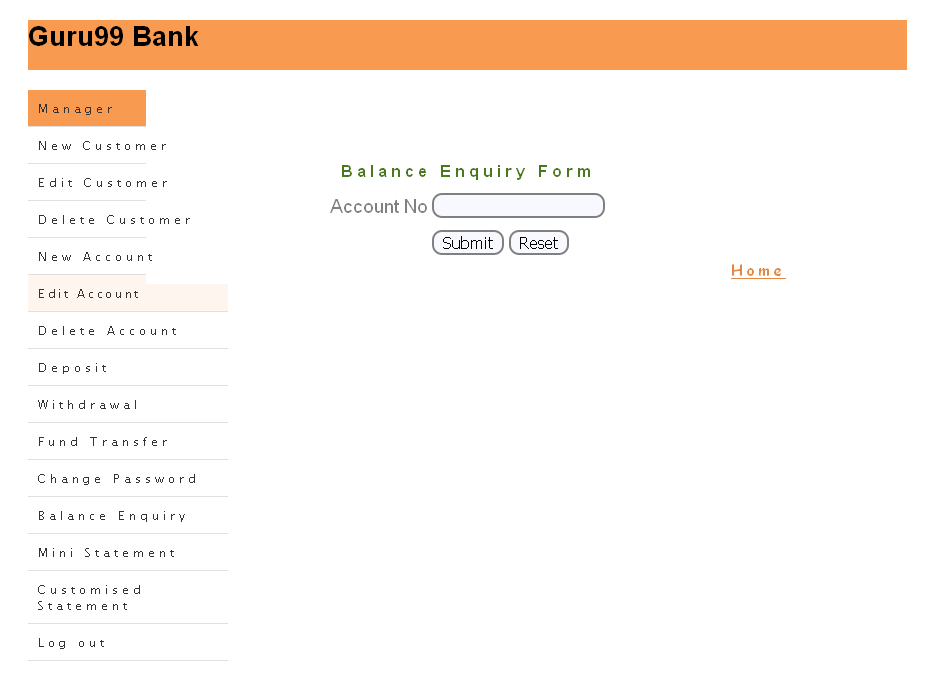 Guru99 Bank
Manager
New Customer
Edit Customer
Delete Customer
New Account
Edit Account
Delete Account
Deposit
Withdrawal
Fund Transfer
Change Password
Balance Enquiry
Mini Statement
Customised
Statement
Log out
Balance Enquiry Form
Account No
Submit Reset
Home